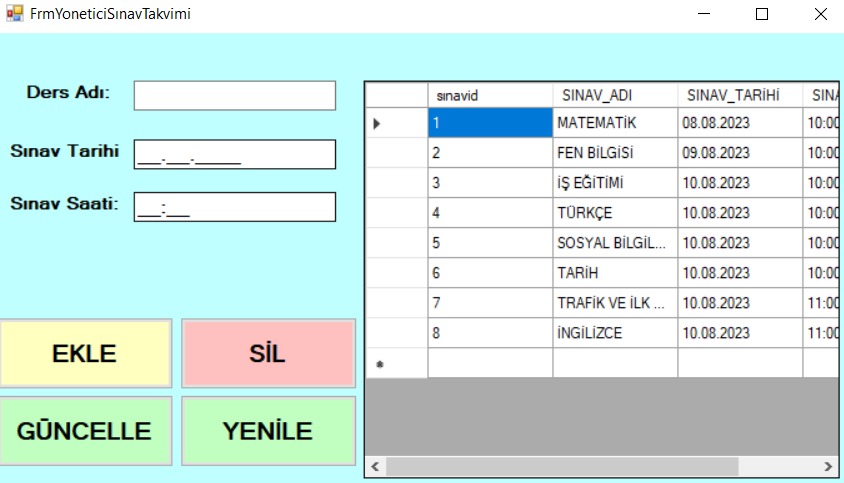 FrmYoneticiSınavTakvimi
Ders Adı:
Sınav Tarihi
__.__.____
Sınav Saati:
__:__
EKLE
SİL
GÜNCELLE
YENİLE
sınavid SINAV_ADI SINAV_TARİHİ SINA
1 MATEMATİK 08.08.2023 10:00
2 FEN BİLGİSİ 09.08.2023 10:00
3 İŞ EĞİTİMİ 10.08.2023 10:00
4 TÜRKÇE 10.08.2023 10:00
5 SOSYAL BİLGİL... 10.08.2023 10:00
6 TARİH 10.08.2023 10:00
7 TRAFİK VE İLK ... 10.08.2023 11:00
8 İNGİLİZCE 10.08.2023 11:00